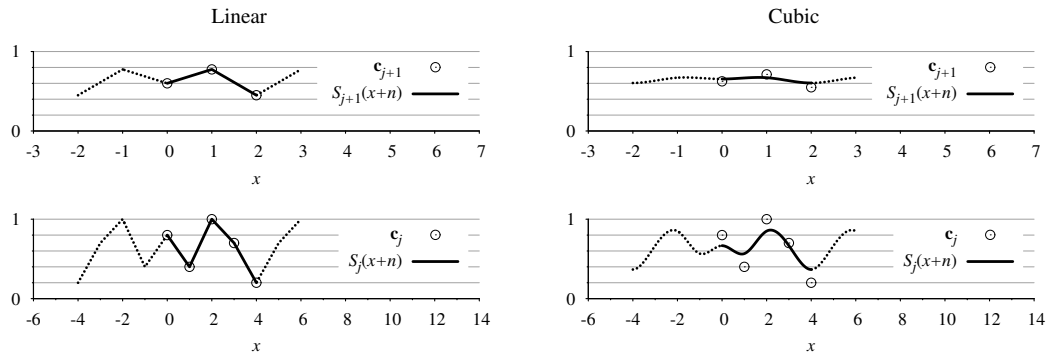 Linear
1
0
c_{j+1}
S_{j+1}(x+n)
-3 -2 -1 0 1 2 3 4 5 6 7
x
1
0
c_j
S_j(x+n)
-6 -4 -2 0 2 4 6 8 10 12 14
x
Cubic
1
0
c_{j+1}
S_{j+1}(x+n)
-3 -2 -1 0 1 2 3 4 5 6 7
x
1
0
c_j
S_j(x+n)
-6 -4 -2 0 2 4 6 8 10 12 14
x